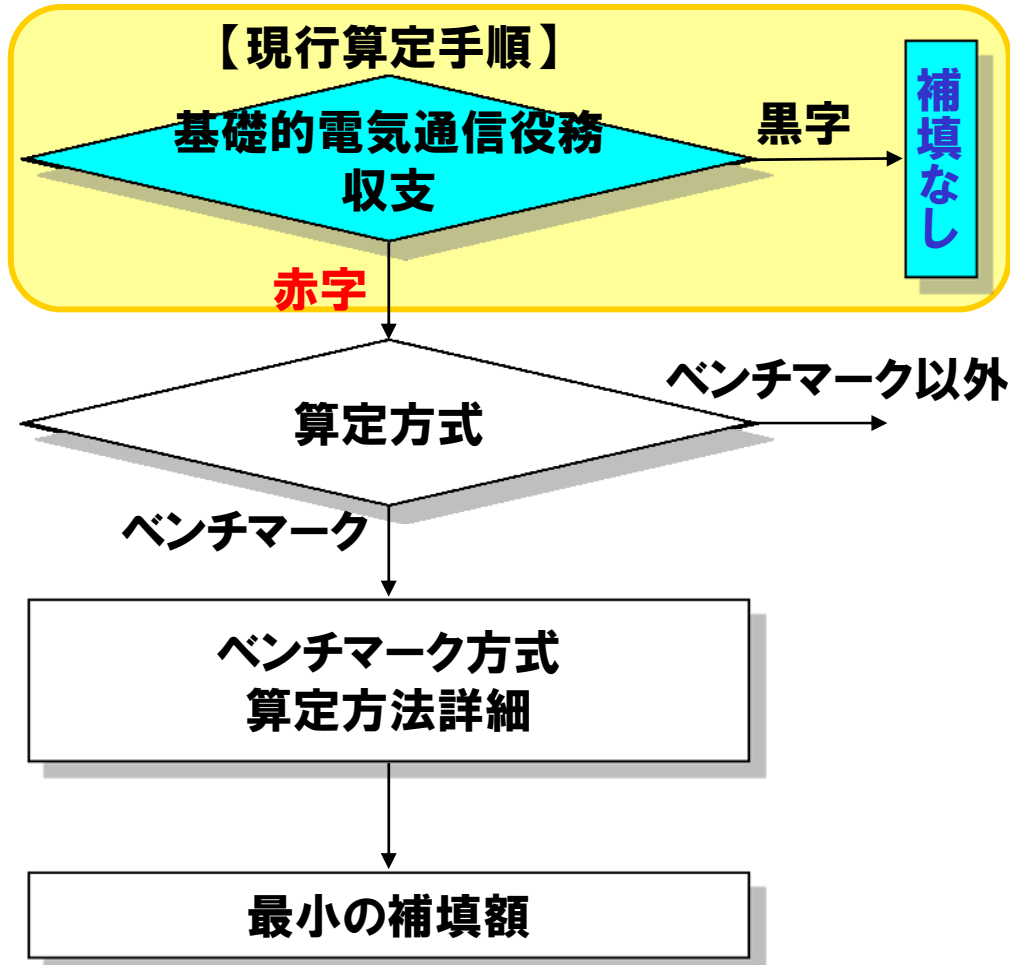 【現行算定手順】
基礎的電気通信役務
収支
黒字
補填なし
赤字
算定方式
ベンチマーク以外
ベンチマーク
ベンチマーク方式
算定方法詳細
最小の補填額